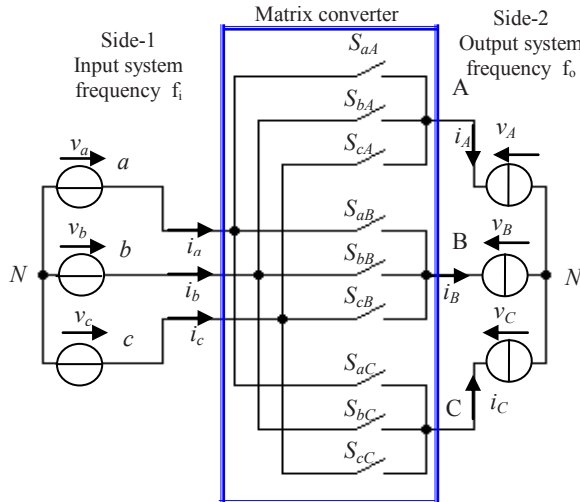 Matrix converter
Side-1
Input system
frequency f_i
Side-2
Output system
frequency f_o
S_aA
S_bA
S_cA
A
i_A
v_A
v_a
a
i_a
S_aB
S_bB
S_cB
B
i_B
v_B
N
v_b
b
i_b
N
v_c
c
i_c
v_C
S_aC
S_bC
S_cC
C
i_C